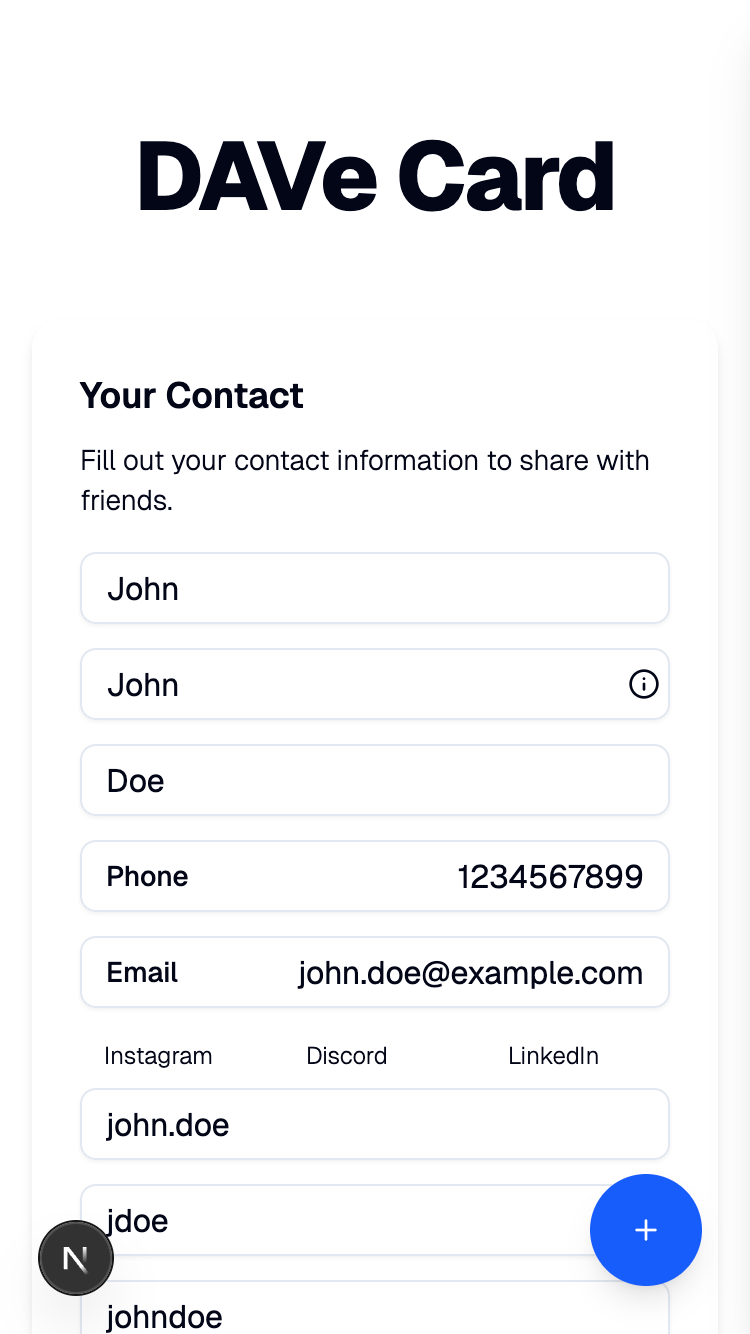 DAVe Card
Your Contact
Fill out your contact information to share with
friends.
John
John
Doe
Phone 1234567899
Email john.doe@example.com
Instagram Discord LinkedIn
john.doe
jdoe
N
johndoe